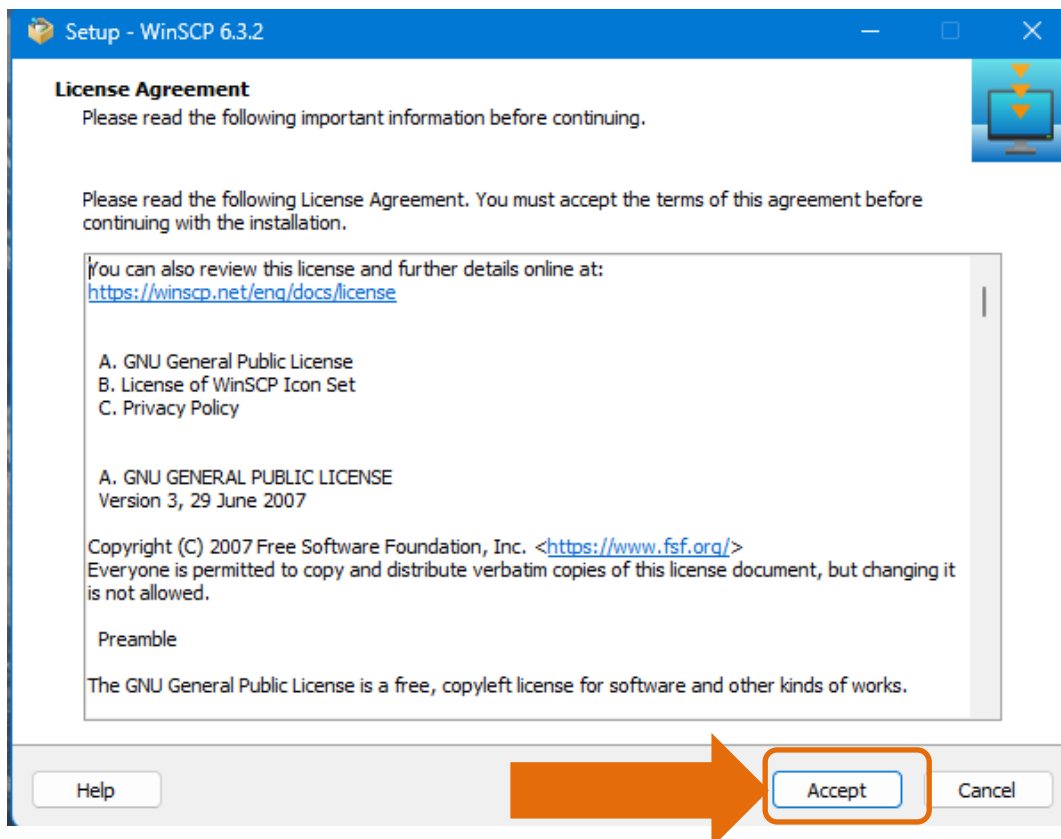 Setup - WinSCP 6.3.2
License Agreement
Please read the following important information before continuing.
Please read the following License Agreement. You must accept the terms of this agreement before
continuing with the installation.
You can also review this license and further details online at:
https://winscp.net/eng/docs/license
A. GNU General Public License
B. License of WinSCP Icon Set
C. Privacy Policy
A. GNU GENERAL PUBLIC LICENSE
Version 3, 29 June 2007
Copyright (C) 2007 Free Software Foundation, Inc. <https://www.fsf.org/>
Everyone is permitted to copy and distribute verbatim copies of this license document, but changing it
is not allowed.
Preamble
The GNU General Public License is a free, copyleft license for software and other kinds of works.
Help
Accept
Cancel